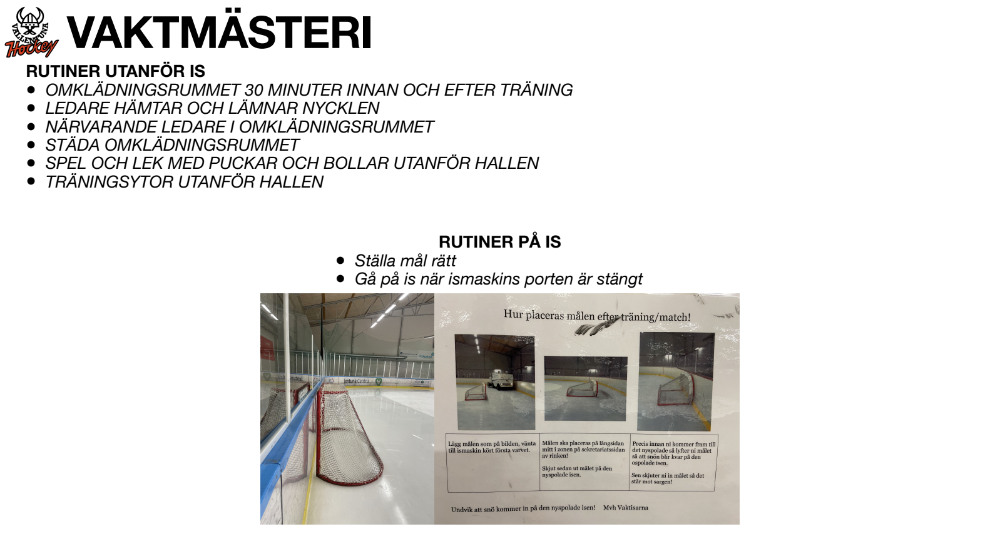 VALLENTUNA
Hockey
VAKTMÄSTERI
RUTINER UTANFÖR IS
• OMKLÄDNINGSRUMMET 30 MINUTER INNAN OCH EFTER TRÄNING
• LEDARE HÄMTAR OCH LÄMNAR NYCKLEN
• NÄRVARANDE LEDARE I OMKLÄDNINGSRUMMET
• STÄDA OMKLÄDNINGSRUMMET
• SPEL OCH LEK MED PUCKAR OCH BOLLAR UTANFÖR HALLEN
• TRÄNINGSYTOR UTANFÖR HALLEN
RUTINER PÅ IS
• Ställa mål rätt
• Gå på is när ismaskins porten är stängt
Hur placeras målen efter träning/match!
Lägg målen som på bilden, vänta
till ismaskin kört första varvet.
Målen ska placeras på långsidan
mitt i zonen på sekretariatssidan
av rinken!
Skjut sedan ut målet på den
nyspolade isen.
Precis innan ni kommer fram till
det nyspolade så lyfter ni målet
så att snön blir kvar på den
ospolade isen.
Sen skjuter ni in målet så det
står mot sargen!
Undvik att snö kommer in på den nyspolade isen! Mvh Vaktisarna